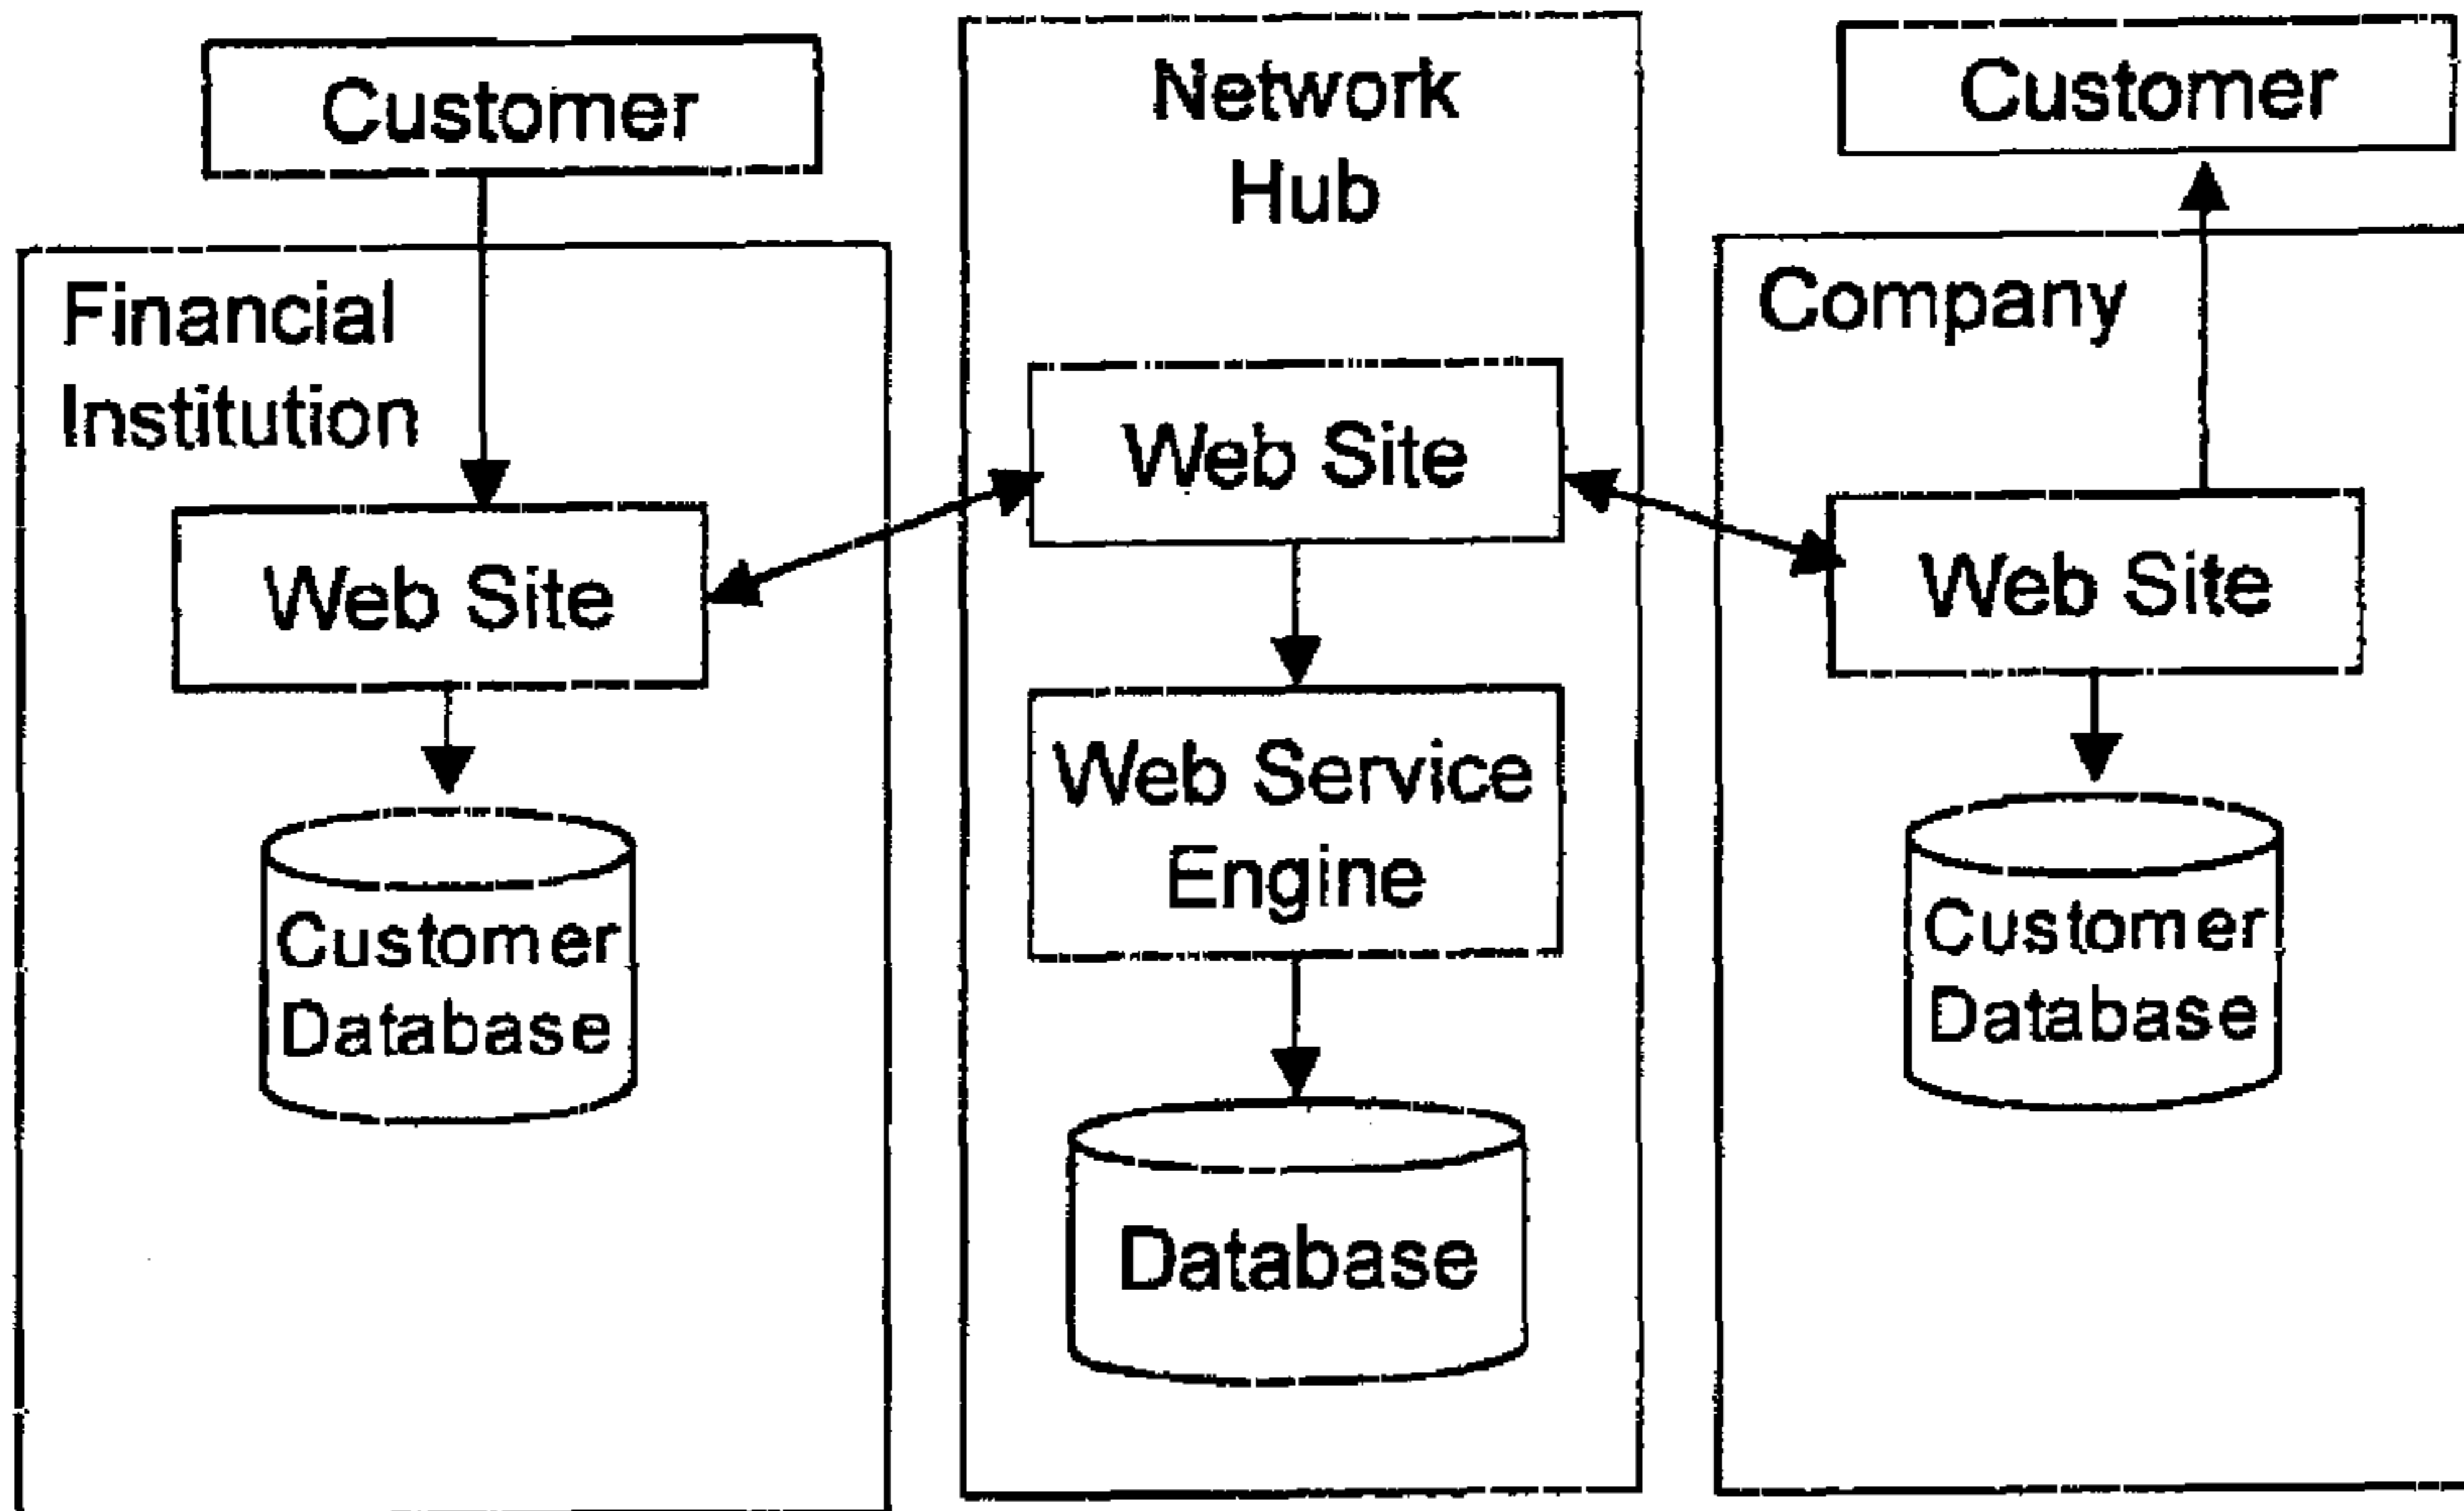 Customer
Financial
Institution
Web Site
Customer
Database
Network
Hub
Web Site
Web Service
Engine
Database
Customer
Company
Web Site
Customer
Database